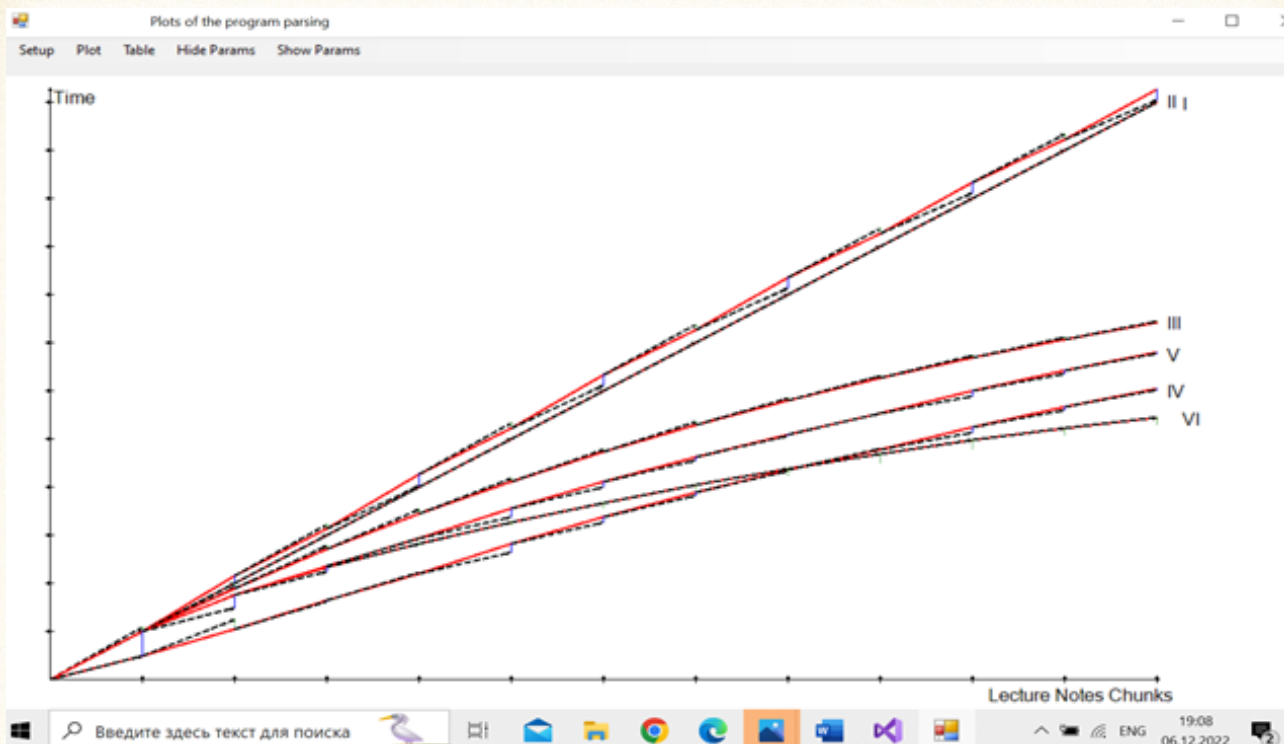 Plots of the program parsing
Setup Plot Table Hide Params Show Params
Time
II I
III
V
IV
VI
Lecture Notes Chunks
Введите здесь текст для поиска
ENG
19:08
06.12.2022
2